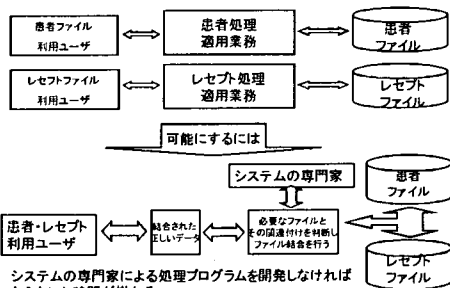 患者ファイル
利用ユーザ
患者処理
適用業務
患者
ファイル
レセプトファイル
利用ユーザ
レセプト処理
適用業務
レセプト
ファイル
可能にするには
システムの専門家
患者
ファイル
患者・レセプト
利用ユーザ
結合された
正しいデータ
必要なファイルと
その関連付けを判断し
ファイル結合を行う
レセプト
ファイル
システムの専門家による処理プログラムを開発しなければ